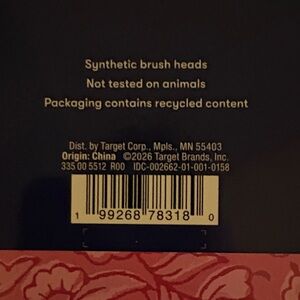 Synthetic brush heads
Not tested on animals
Packaging contains recycled content
Dist. by Target Corp., Mpls., MN 55403
Origin: China ©2026 Target Brands, Inc.
335 00 5512 R00 IDC-002662-01-001-0158
1 99268 78318 0